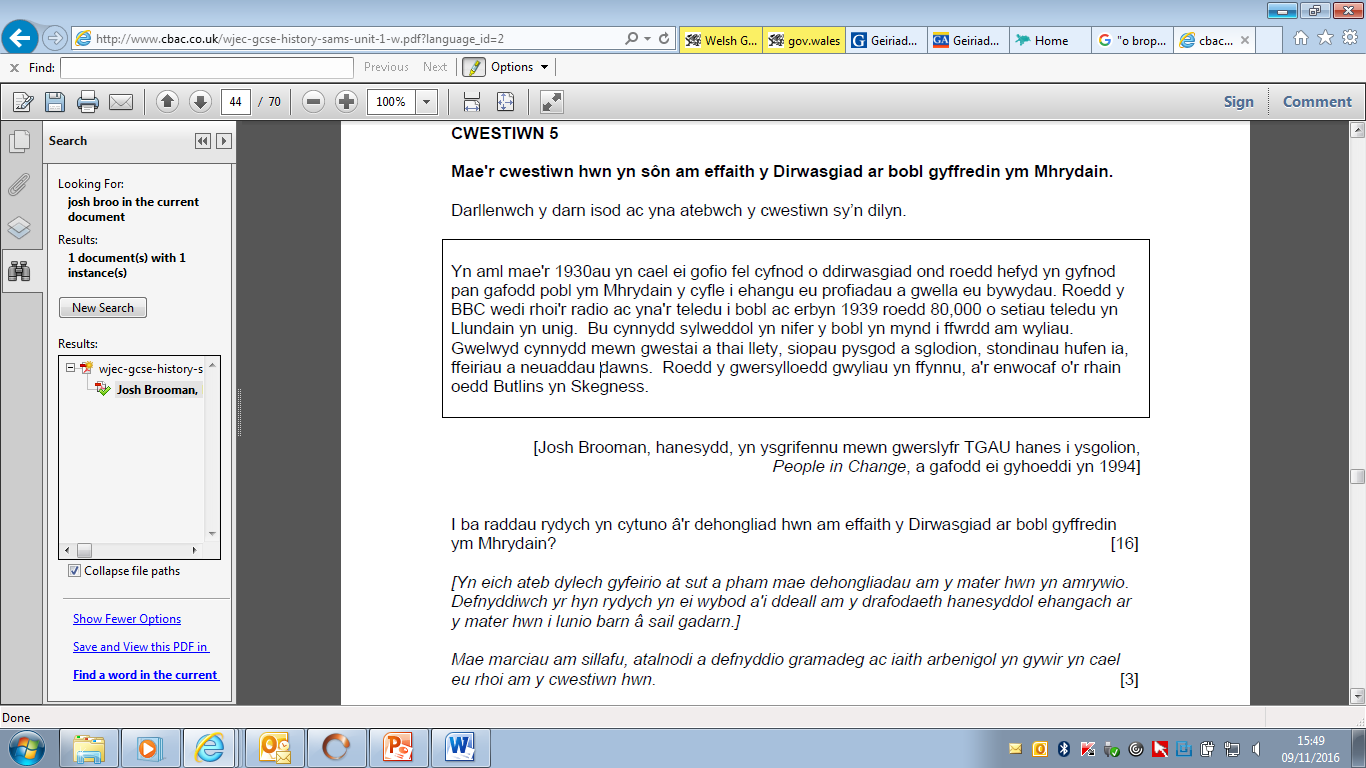 http://www.cbac.co.uk/wjec-gcse-history-sams-unit-1-w.pdf?language_id=2
Welsh G...
gov.wales
Geiriad...
Geiriad...
Home
"o brop...
cbac...
Find:
Previous Next
Options
44 / 70
100%
Sign
Comment
Search
Looking For:
josh broo in the current
document
Results:
1 document(s) with 1
instance(s)
New Search
Results:
wjec-gcse-history-s
Josh Brooman,
Collapse file paths
Show Fewer Options
Save and View this PDF in
Find a word in the current
CWESTIWN 5
Mae'r cwestiwn hwn yn sôn am effaith y Dirwasgiad ar bobl gyffredin ym Mhrydain.
Darllenwch y darn isod ac yna atebwch y cwestiwn sy'n dilyn.
Yn aml mae'r 1930au yn cael ei gofio fel cyfnod o ddirwasgiad ond roedd hefyd yn gyfnod
pan gafodd pobl ym Mhrydain y cyfle i ehangu eu profiadau a gwella eu bywydau. Roedd y
BBC wedi rhoi'r radio ac yna'r teledu i bobl ac erbyn 1939 roedd 80,000 o setiau teledu yn
Llundain yn unig. Bu cynnydd sylweddol yn nifer y bobl yn mynd i ffwrdd am wyliau.
Gwelwyd cynnydd mewn gwestai a thai llety, siopau pysgod a sglodion, stondinau hufen ia,
ffeiriau a neuaddau dawns. Roedd y gwersylloedd gwyliau yn ffynnu, a'r enwocaf o'r rhain
oedd Butlins yn Skegness.
[Josh Brooman, hanesydd, yn ysgrifennu mewn gwerslyfr TGAU hanes i ysgolion,
People in Change, a gafodd ei gyhoeddi yn 1994]
I ba raddau rydych yn cytuno â'r dehongliad hwn am effaith y Dirwasgiad ar bobl gyffredin
ym Mhrydain? [16]
[Yn eich ateb dylech gyfeirio at sut a pham mae dehongliadau am y mater hwn yn amrywio.
Defnyddiwch yr hyn rydych yn ei wybod a'i ddeall am y drafodaeth hanesyddol ehangach ar
y mater hwn i lunio barn â sail gadarn.]
Mae marciau am sillafu, atalnodi a defnyddio gramadeg ac iaith arbenigol yn gywir yn cael
eu rhoi am y cwestiwn hwn. [3]
Done
15:49
09/11/2016